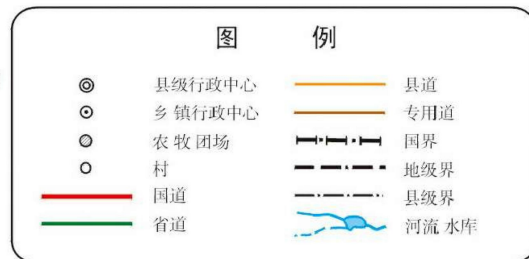 图 例
县级行政中心 县道
乡镇行政中心 专用道
农牧团场 国界
村 地级界
国道 县级界
省道 河流 水库